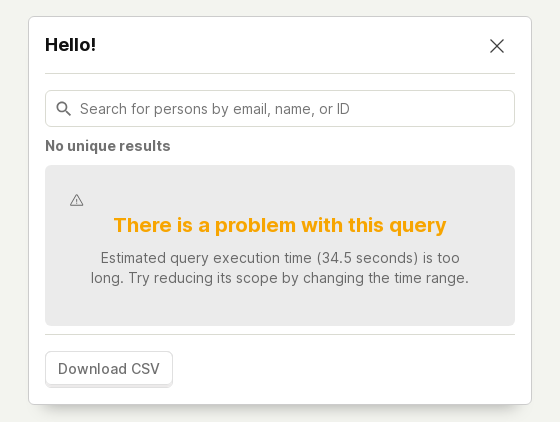 Hello!
Search for persons by email, name, or ID
No unique results
There is a problem with this query
Estimated query execution time (34.5 seconds) is too
long. Try reducing its scope by changing the time range.
Download CSV